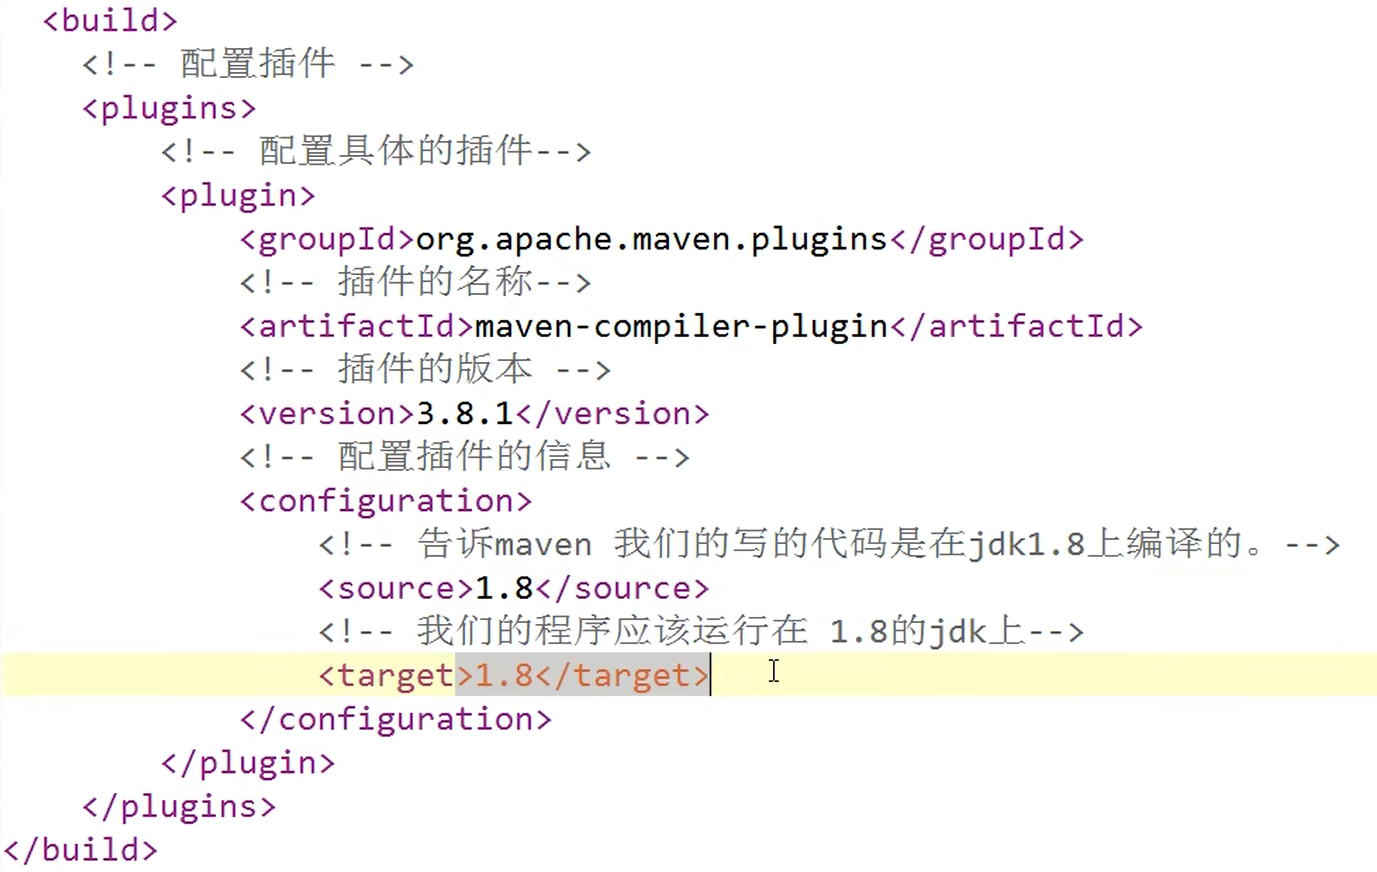 <build>
<!-- 配置插件 -->
<plugins>
<!-- 配置具体的插件-->
<plugin>
<groupId>org.apache.maven.plugins</groupId>
<!-- 插件的名称-->
<artifactId>maven-compiler-plugin</artifactId>
<!-- 插件的版本 -->
<version>3.8.1</version>
<!-- 配置插件的信息 -->
<configuration>
<!-- 告诉maven 我们的写的代码是在jdk1.8上编译的。-->
<source>1.8</source>
<!-- 我们的程序应该运行在 1.8的jdk上-->
<target>1.8</target>
</configuration>
</plugin>
</plugins>
</build>